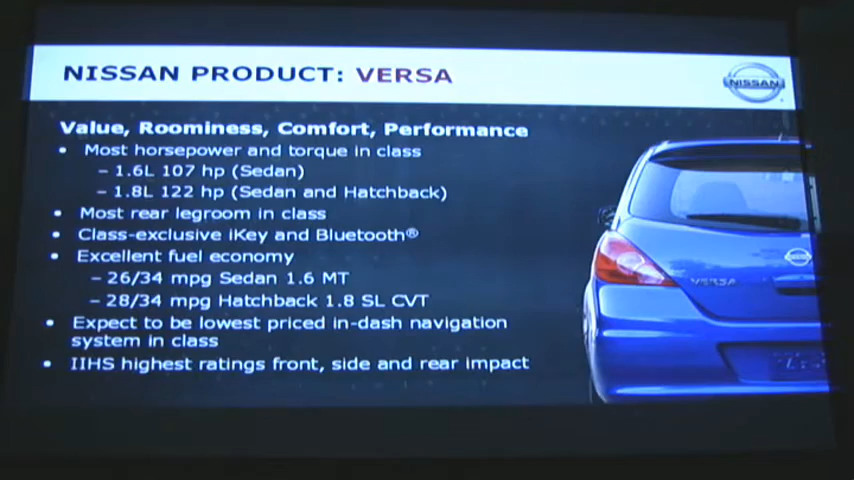 NISSAN PRODUCT: VERSA
NISSAN
Value, Roominess, Comfort, Performance
• Most horsepower and torque in class
– 1.6L 107 hp (Sedan)
– 1.8L 122 hp (Sedan and Hatchback)
• Most rear legroom in class
• Class-exclusive iKey and Bluetooth®
• Excellent fuel economy
– 26/34 mpg Sedan 1.6 MT
– 28/34 mpg Hatchback 1.8 SL CVT
• Expect to be lowest priced in-dash navigation
system in class
• IIHS highest ratings front, side and rear impact
VERSA